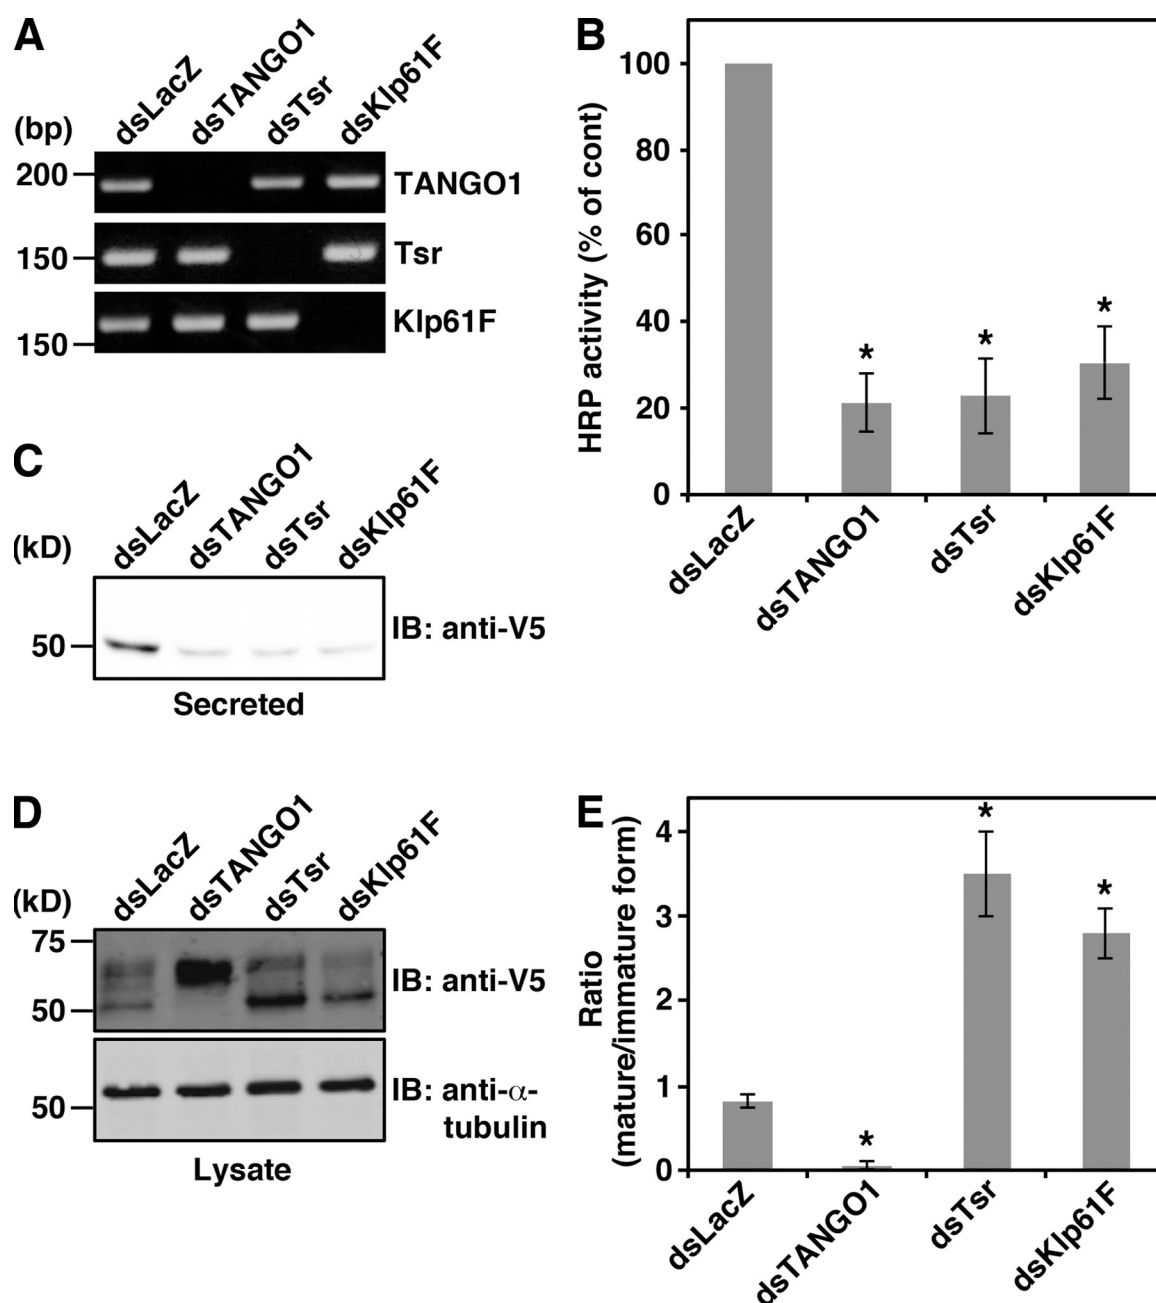 A
dsLacZ
dsTANGO1
dsTsr
dsKlp61F
(bp)
200
TANGO1
150
Tsr
150
Klp61F
B
HRP activity (% of cont)
100
80
60
40
20
0
*
*
*
dsLacZ
dsTANGO1
dsTsr
dsKlp61F
C
dsLacZ
dsTANGO1
dsTsr
dsKlp61F
(kD)
50
IB: anti-V5
Secreted
D
dsLacZ
dsTANGO1
dsTsr
dsKlp61F
(kD)
75
50
IB: anti-V5
50
IB: anti-α-
tubulin
Lysate
E
Ratio
(mature/immature form)
4
3
2
1
0
*
*
*
dsLacZ
dsTANGO1
dsTsr
dsKlp61F